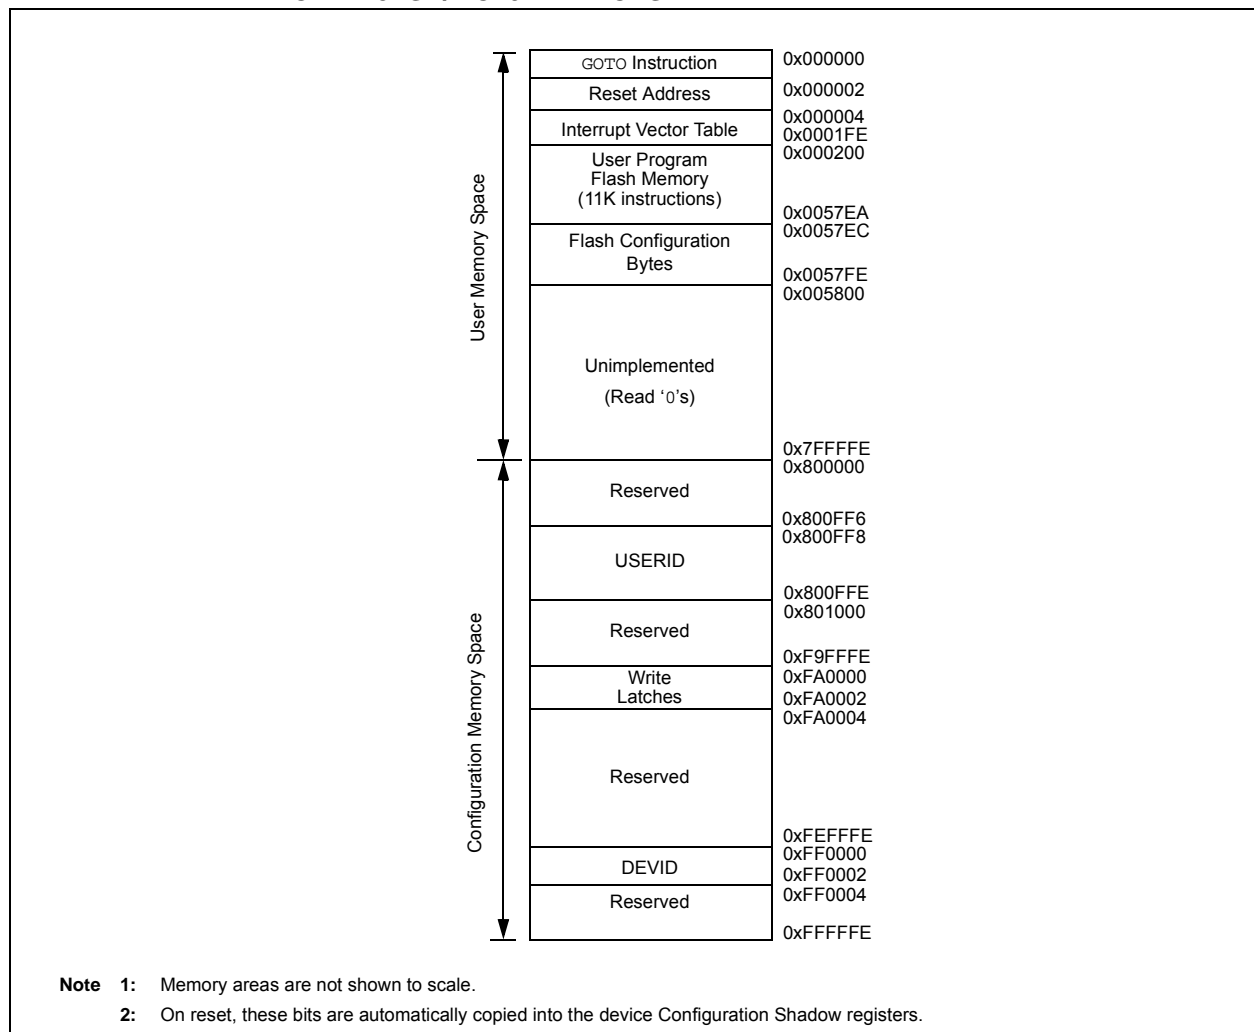 GOTO Instruction
0x000000
Reset Address
0x000002
Interrupt Vector Table
0x000004
0x0001FE
User Program
Flash Memory
(11K instructions)
0x000200
0x0057EA
Flash Configuration
Bytes
0x0057EC
0x0057FE
Unimplemented
(Read ‘0’s)
0x005800
0x7FFFFE
User Memory Space
Reserved
0x800000
0x800FF6
USERID
0x800FF8
0x800FFE
Reserved
0x801000
0xF9FFFE
Write
Latches
0xFA0000
0xFA0002
Reserved
0xFA0004
0xFEFFFE
DEVID
0xFF0000
0xFF0002
Reserved
0xFF0004
0xFFFFFE
Configuration Memory Space
Note 1: Memory areas are not shown to scale.
2: On reset, these bits are automatically copied into the device Configuration Shadow registers.